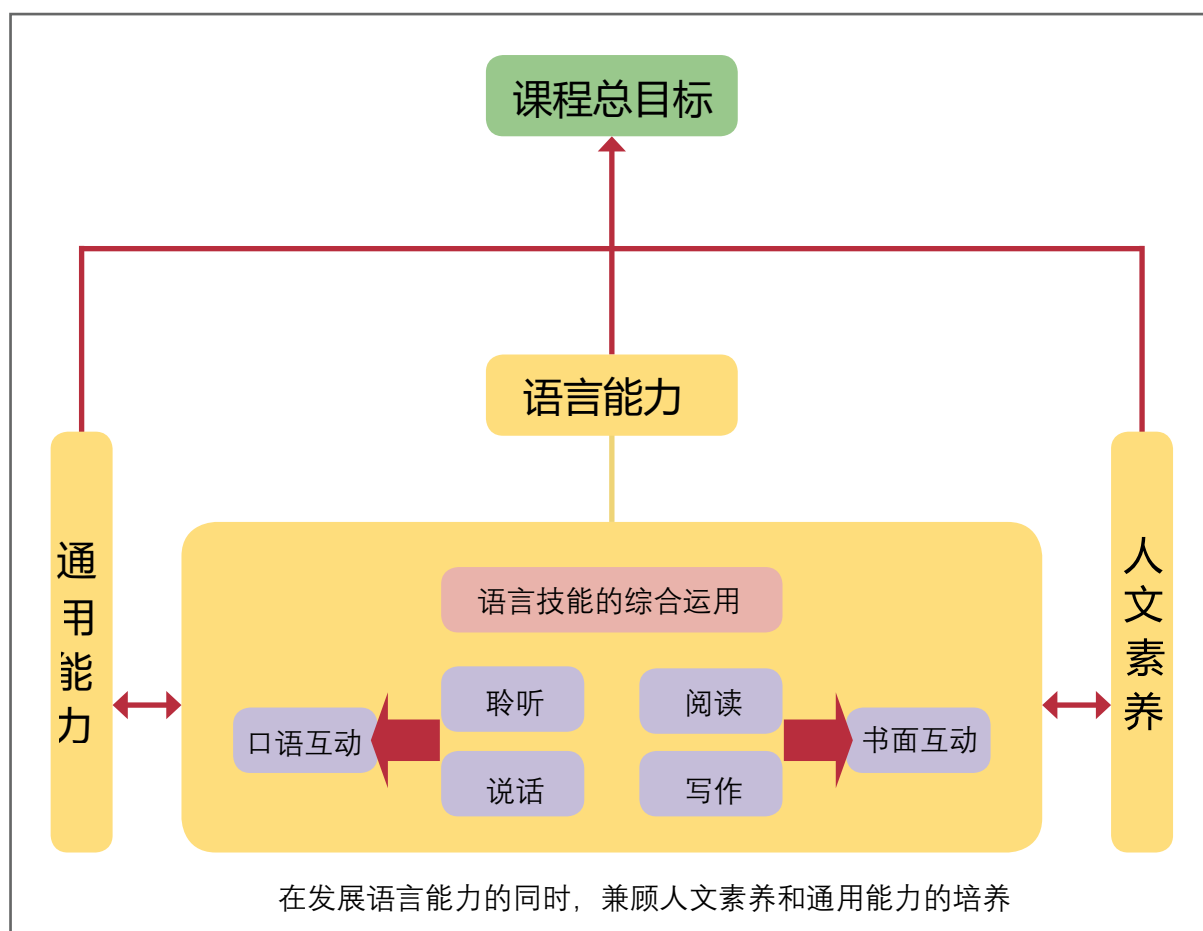 课程总目标
语言能力
通用能力
人文素养
语言技能的综合运用
聆听
阅读
口语互动
书面互动
说话
写作
在发展语言能力的同时，兼顾人文素养和通用能力的培养